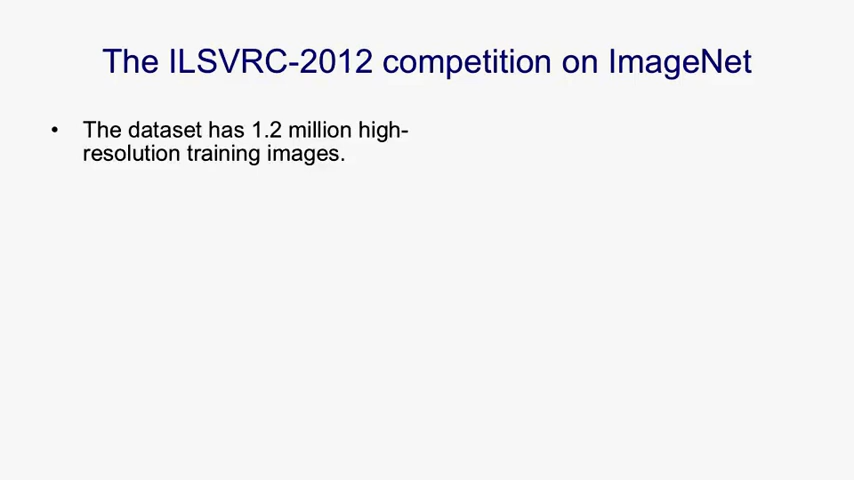 The ILSVRC-2012 competition on ImageNet
• The dataset has 1.2 million high-
resolution training images.